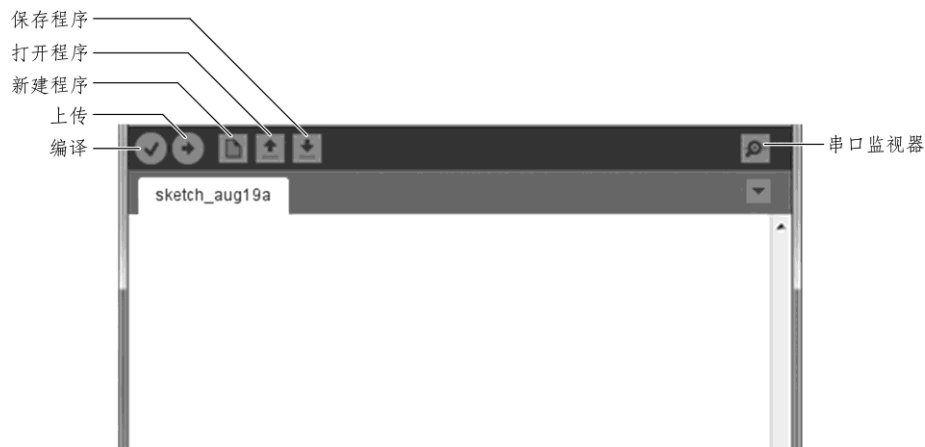 保存程序
打开程序
新建程序
上传
编译
串口监视器
sketch_aug19a